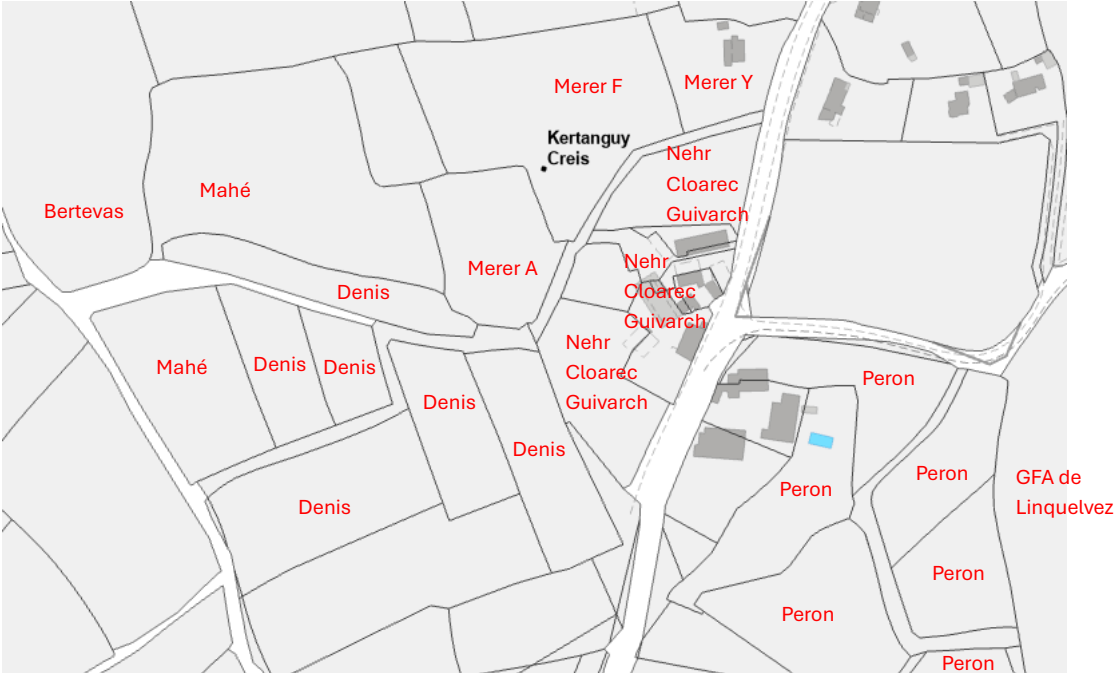 Merer F
Merer Y
Kertanguy
Creis
Nehr
Cloarec
Guivarch
Mahé
Bertevas
Merer A
Nehr
Cloarec
Guivarch
Denis
Nehr
Cloarec
Guivarch
Mahé
Denis
Denis
Peron
Denis
Denis
Peron
Peron
GFA de
Linquelvez
Denis
Peron
Peron
Peron